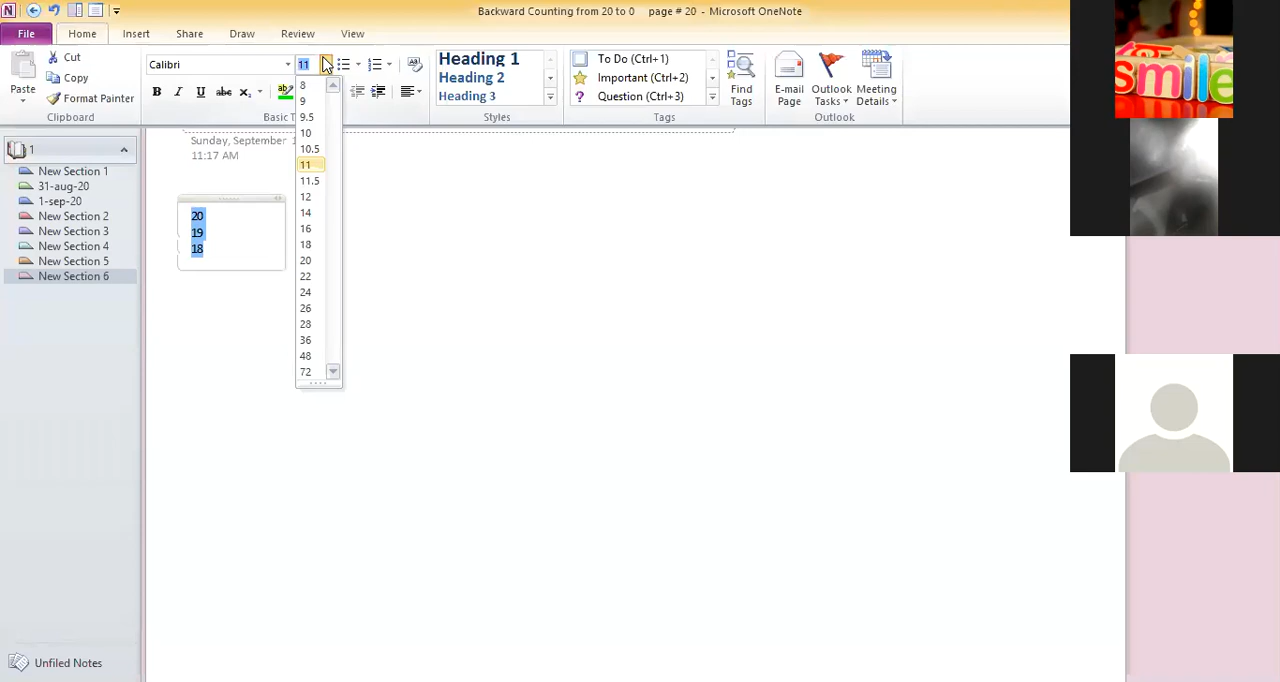 Backward Counting from 20 to 0 page # 20 - Microsoft OneNote
File Home Insert Share Draw Review View
Paste
Cut
Copy
Format Painter
Clipboard
Calibri 11
B I U abc x₂ ab
Basic T
Heading 1
Heading 2
Heading 3
Styles
To Do (Ctrl+1)
Important (Ctrl+2)
? Question (Ctrl+3)
Tags
Find
Tags
E-mail
Page
Outlook
Tasks
Meeting
Details
Outlook
1
New Section 1
31-aug-20
1-sep-20
New Section 2
New Section 3
New Section 4
New Section 5
New Section 6
Unfiled Notes
Sunday, September 1
11:17 AM
20
19
18
8
9
9.5
10
10.5
11
11.5
12
14
16
18
20
22
24
26
28
36
48
72
smile